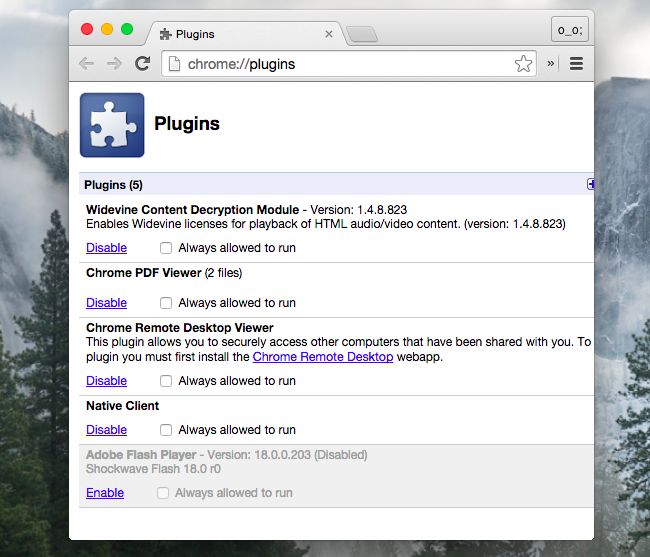 Plugins
o_o;
chrome://plugins
»
Plugins
Plugins (5)
Widevine Content Decryption Module - Version: 1.4.8.823
Enables Widevine licenses for playback of HTML audio/video content. (version: 1.4.8.823)
Disable Always allowed to run
Chrome PDF Viewer (2 files)
Disable Always allowed to run
Chrome Remote Desktop Viewer
This plugin allows you to securely access other computers that have been shared with you. To
plugin you must first install the Chrome Remote Desktop webapp.
Disable Always allowed to run
Native Client
Disable Always allowed to run
Adobe Flash Player - Version: 18.0.0.203 (Disabled)
Shockwave Flash 18.0 r0
Enable Always allowed to run